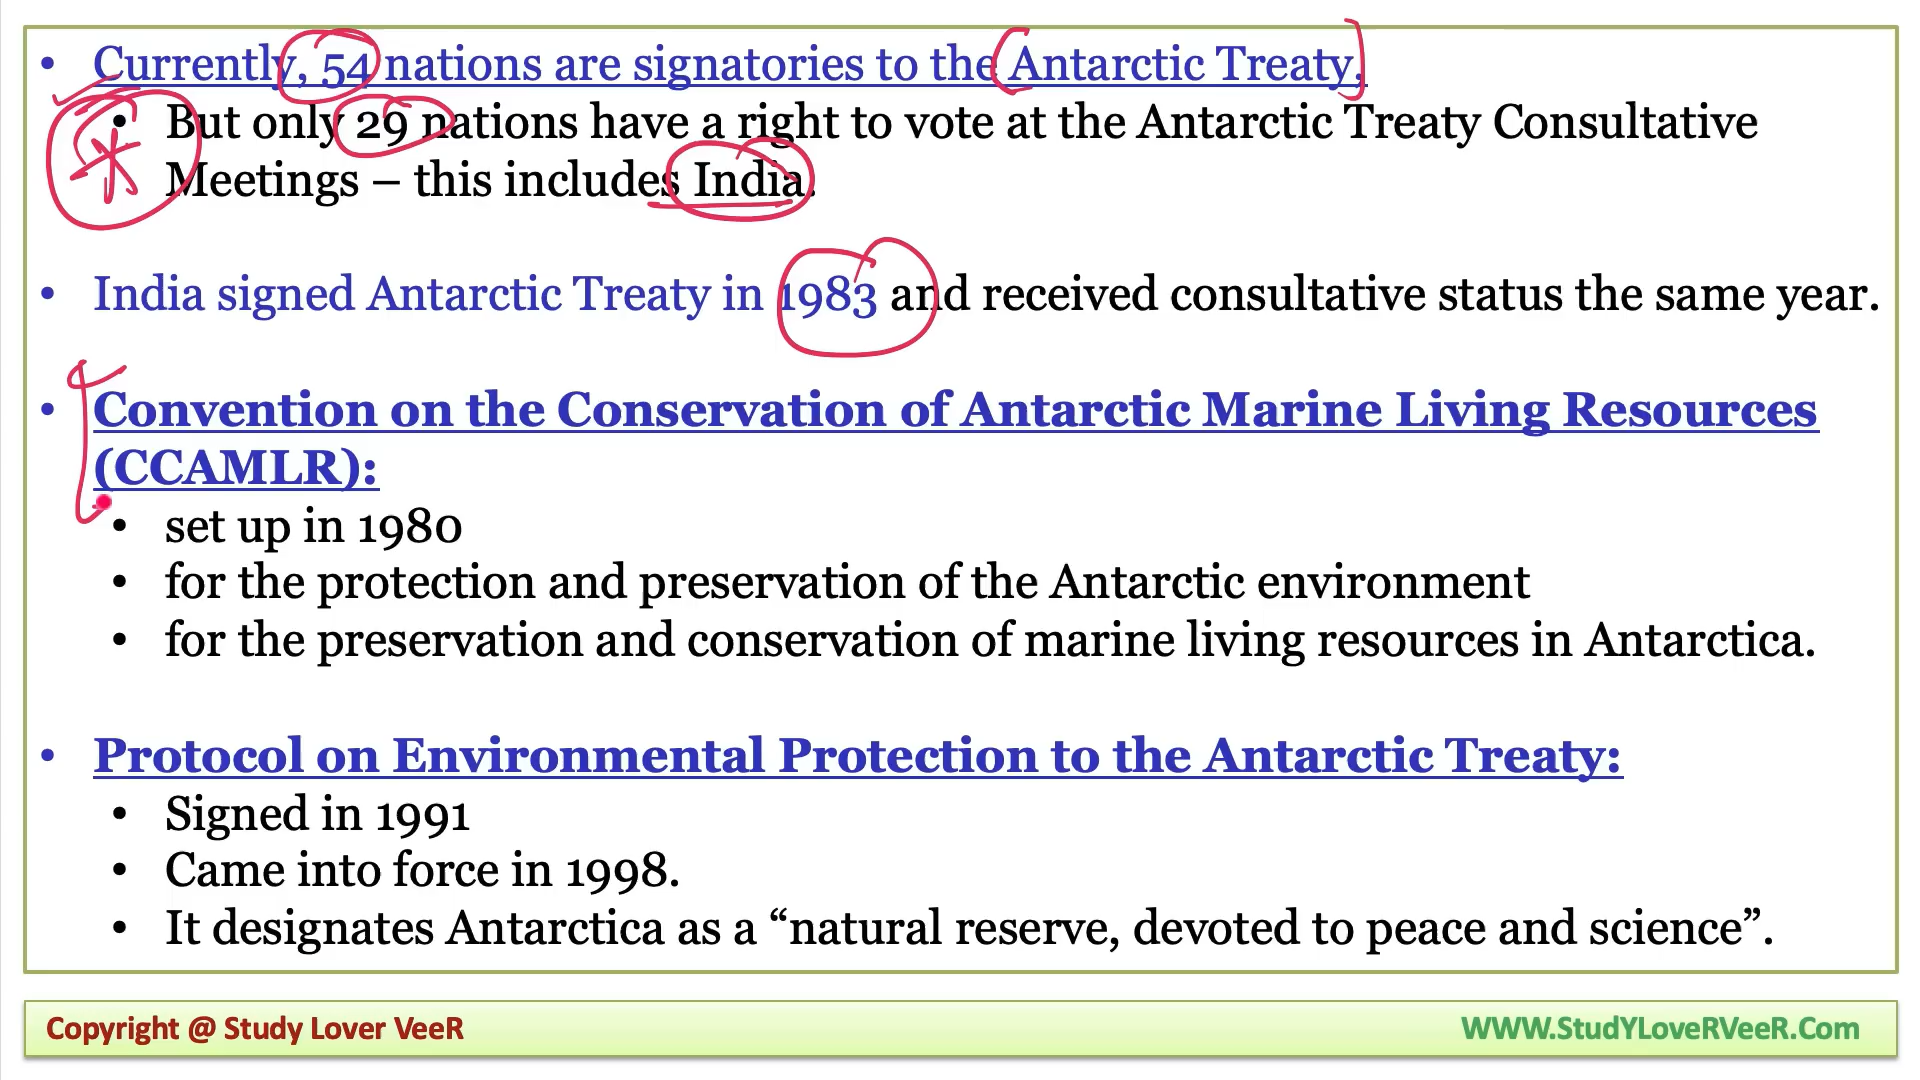 • Currently, 54 nations are signatories to the Antarctic Treaty,
• But only 29 nations have a right to vote at the Antarctic Treaty Consultative
Meetings – this includes India.
• India signed Antarctic Treaty in 1983 and received consultative status the same year.
• Convention on the Conservation of Antarctic Marine Living Resources
(CCAMLR):
• set up in 1980
• for the protection and preservation of the Antarctic environment
• for the preservation and conservation of marine living resources in Antarctica.
• Protocol on Environmental Protection to the Antarctic Treaty:
• Signed in 1991
• Came into force in 1998.
• It designates Antarctica as a “natural reserve, devoted to peace and science”.
Copyright @ Study Lover VeeR
WWW.StudYLoveRVeeR.Com